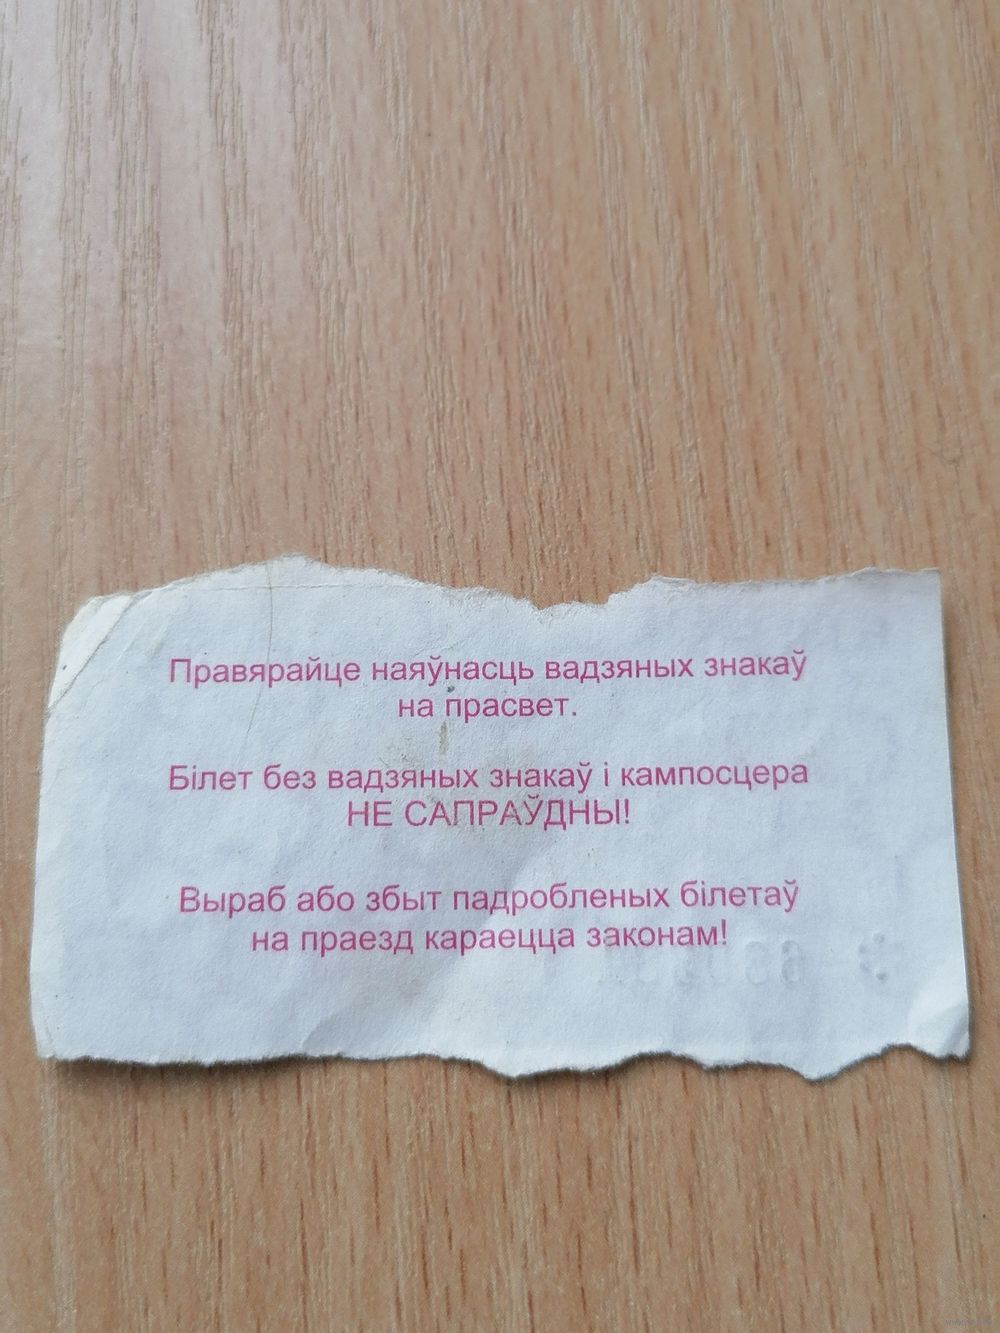 Правярайце наяўнасць вадзяных знакаў
на прасвет.
Білет без вадзяных знакаў і кампосцера
НЕ САПРАЎДНЫ!
Выраб або збыт падробленых білетаў
на праезд караецца законам!